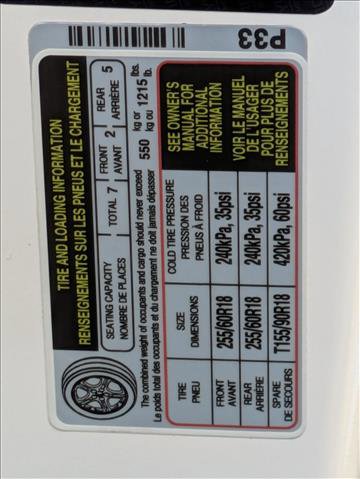 P33
TIRE AND LOADING INFORMATION
RENSEIGNEMENTS SUR LES PNEUS ET LE CHARGEMENT
SEATING CAPACITY
NOMBRE DE PLACES
TOTAL 7
FRONT
AVANT 2
REAR
ARRIÈRE 5
The combined weight of occupants and cargo should never exceed
Le poids total des occupants et du chargement ne doit jamais dépasser
550 kg or 1215 lbs.
kg ou lb.
TIRE
PNEU
SIZE
DIMENSIONS
COLD TIRE PRESSURE
PRESSION DES
PNEUS À FROID
FRONT
AVANT
255/60R18
240kPa, 35psi
REAR
ARRIÈRE
255/60R18
240kPa, 35psi
SPARE
DE SECOURS
T155/90R18
420kPa, 60psi
SEE OWNER'S
MANUAL FOR
ADDITIONAL
INFORMATION
VOIR LE MANUEL
DE L'USAGER
POUR PLUS DE
RENSEIGNEMENTS